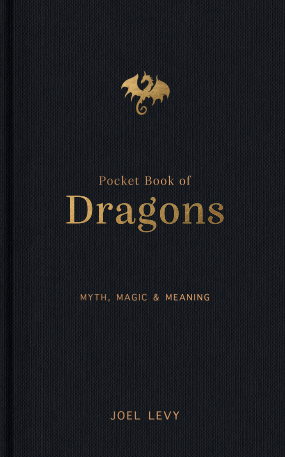 Pocket Book of
Dragons
MYTH, MAGIC & MEANING
JOEL LEVY